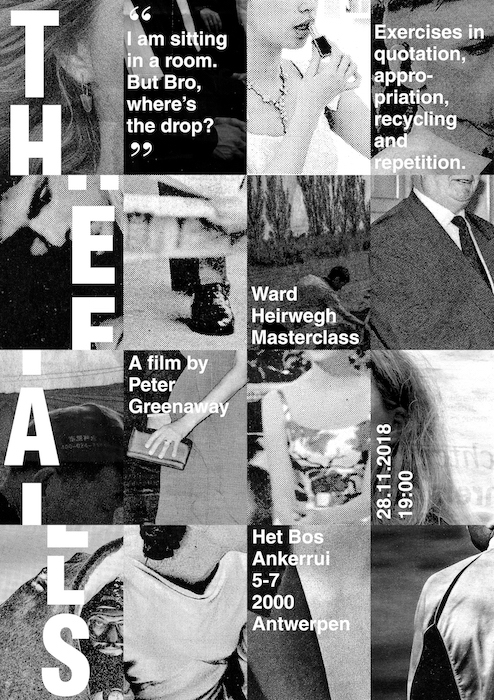 T
H
E
F
A
L
L
S
“
I am sitting
in a room.
But Bro,
where's
the drop?
”
Exercises in
quotation,
appro-
priation,
recycling
and
repetition.
Ward
Heirwegh
Masterclass
A film by
Peter
Greenaway
28.11.2018
19:00
Het Bos
Ankerrui
5-7
2000
Antwerpen